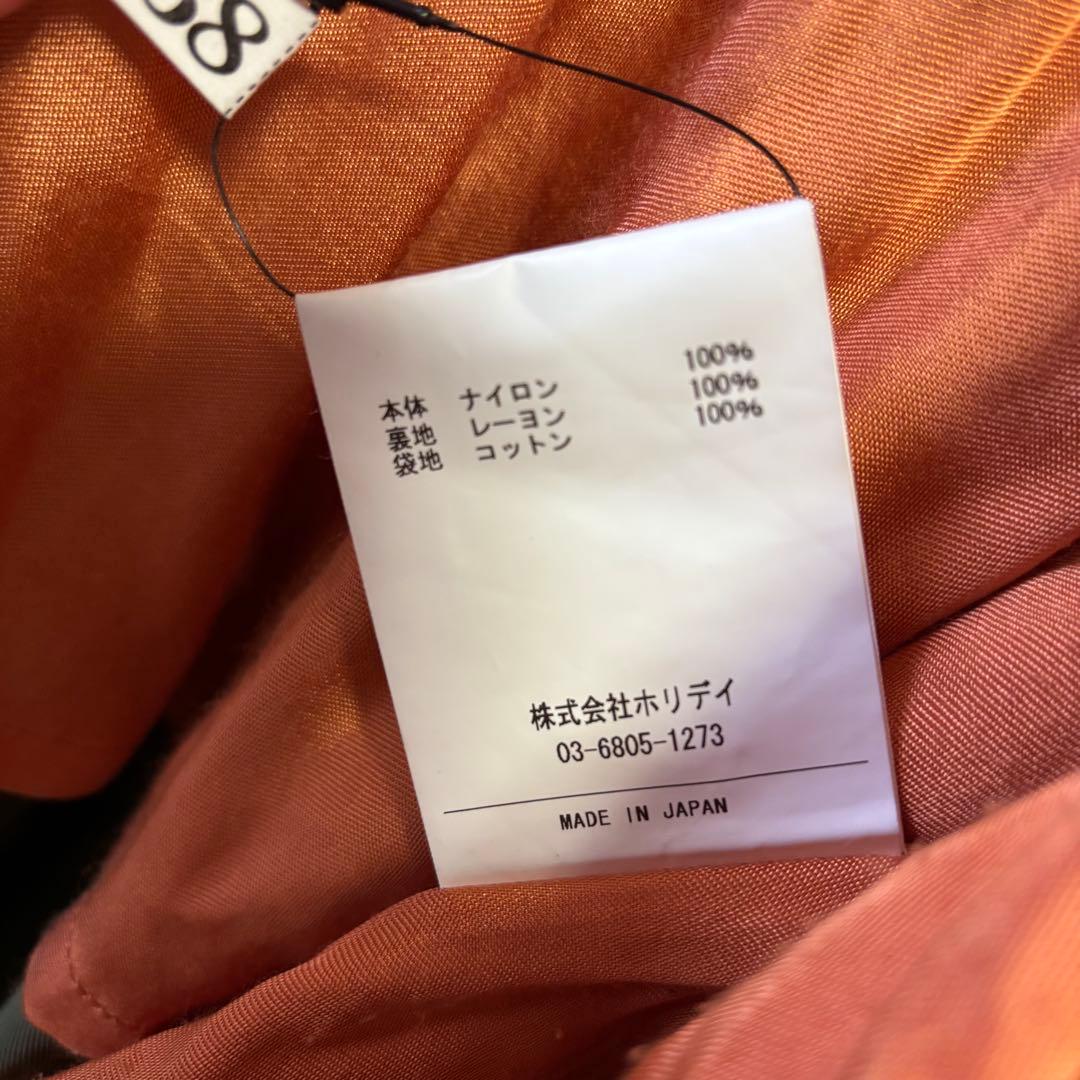 38
本体 ナイロン 100%
裏地 レーヨン 100%
袋地 コットン 100%
株式会社ホリデイ
03-6805-1273
MADE IN JAPAN